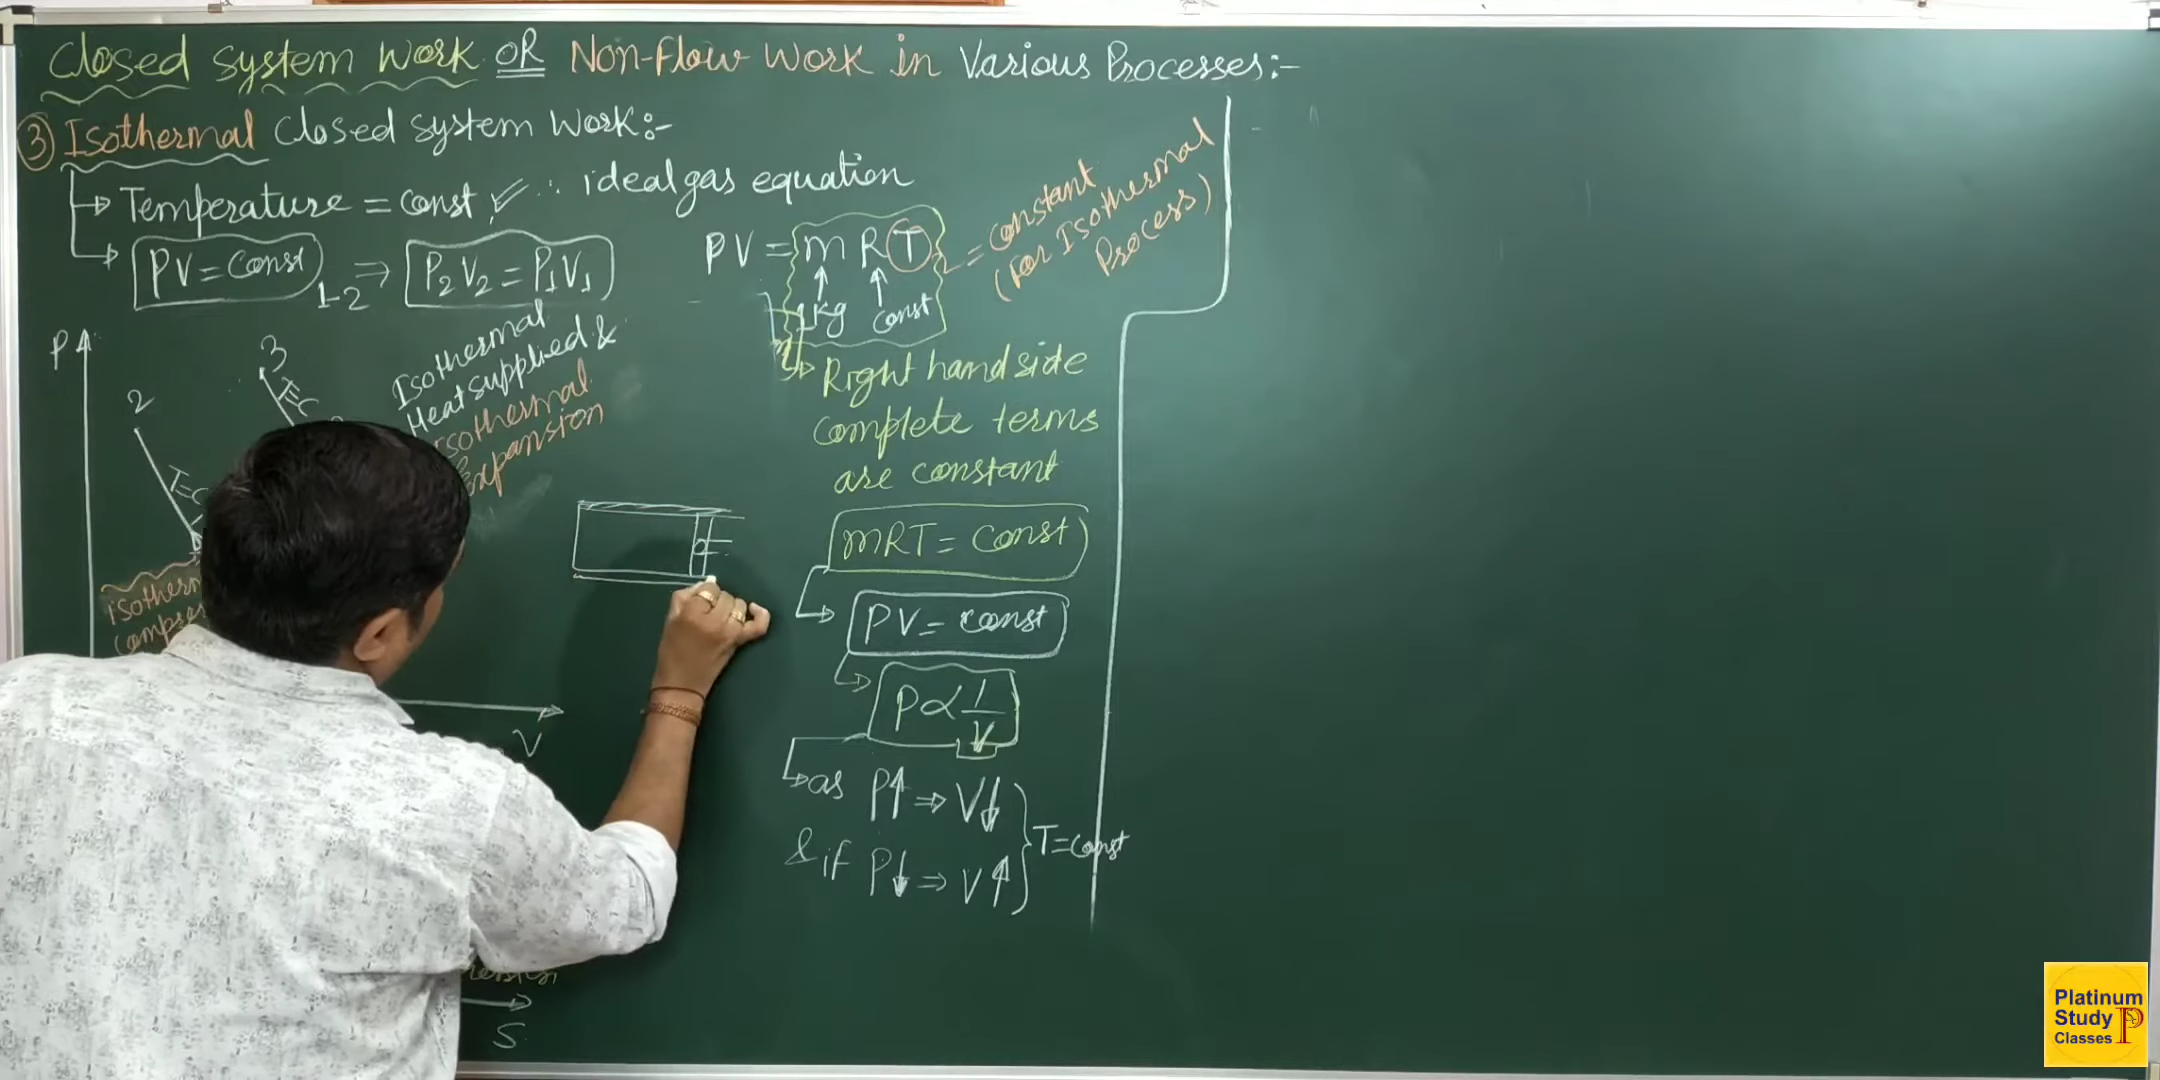 Closed System Work OR Non-Flow Work in Various Processes:-
③ Isothermal Closed system Work:-
→ Temperature = Const ✓
∴ ideal gas equation
→ PV = Const
1-2 ⇒ P₂V₂ = P₁V₁
PV = m R T
= constant
(For Isothermal
Process)
↑ ↑
1kg const
→ Right hand side
complete terms
are constant
mRT = Const
→ PV = const
→ P ∝ 1/V
→ as P↑ ⇒ V↓
& if P↓ ⇒ V↑
T = const
P
2
3
T=C
T=C
Isothermal
Heat supplied &
Isothermal
Expansion
V
S
Platinum
Study
Classes